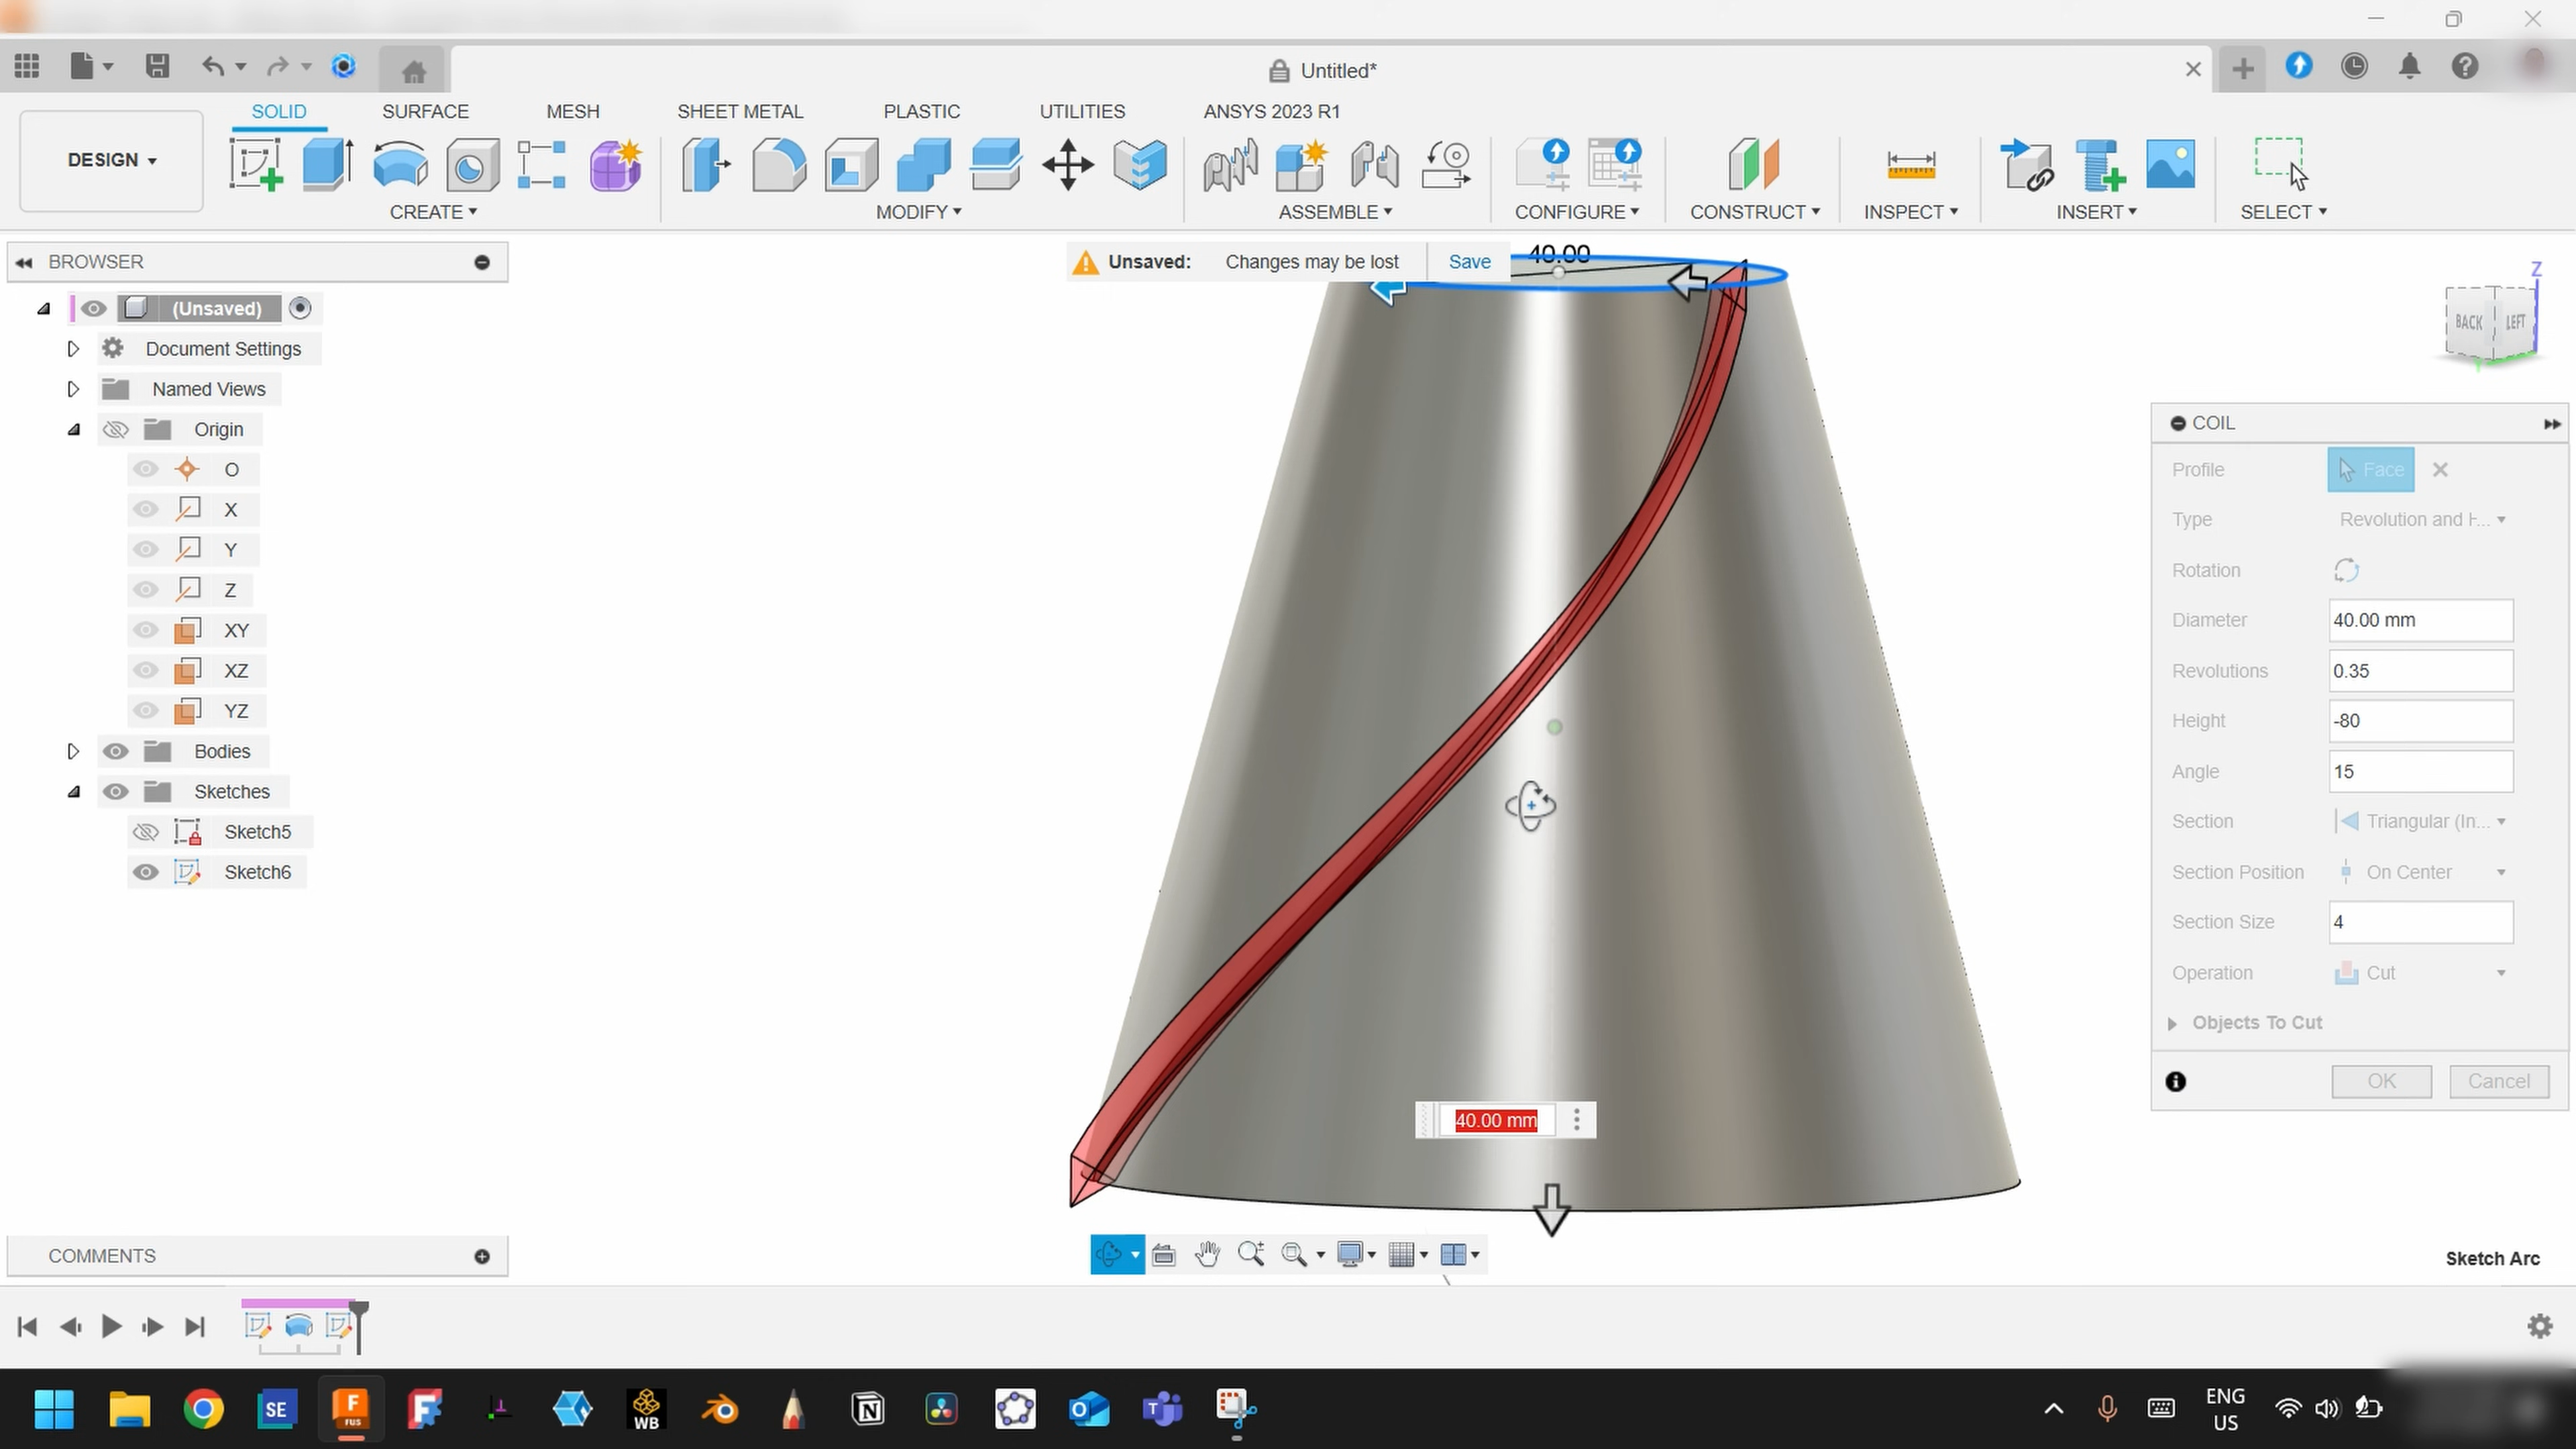 Untitled*
SOLID SURFACE MESH SHEET METAL PLASTIC UTILITIES ANSYS 2023 R1
DESIGN
CREATE MODIFY ASSEMBLE CONFIGURE CONSTRUCT INSPECT INSERT SELECT
BROWSER
Unsaved: Changes may be lost Save
40.00
(Unsaved)
Document Settings
Named Views
Origin
O
X
Y
Z
XY
XZ
YZ
Bodies
Sketches
Sketch5
Sketch6
Z
BACK LEFT
Y
COIL
Profile Face
Type Revolution and H...
Rotation
Diameter 40.00 mm
Revolutions 0.35
Height -80
Angle 15
Section Triangular (In...
Section Position On Center
Section Size 4
Operation Cut
Objects To Cut
OK Cancel
40.00 mm
COMMENTS
Sketch Arc
SE
F
FUS
F
WB
N
O
T
ENG
US